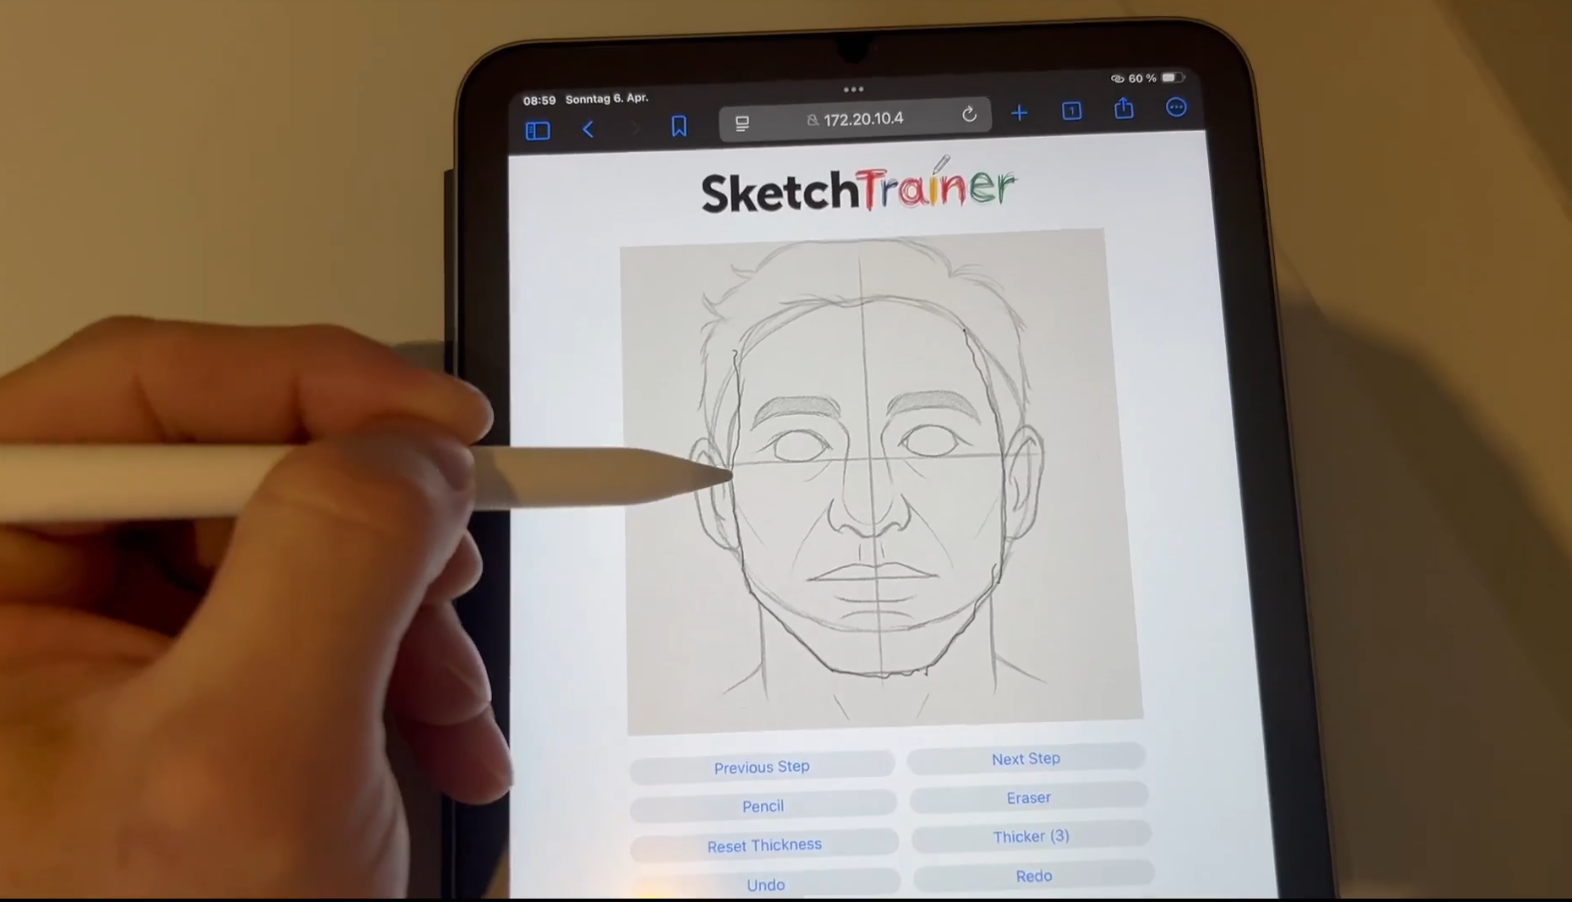 08:59 Sonntag 6. Apr.
60 %
1
172.20.10.4
SketchTrainer
Previous Step
Next Step
Pencil
Eraser
Reset Thickness
Thicker (3)
Undo
Redo